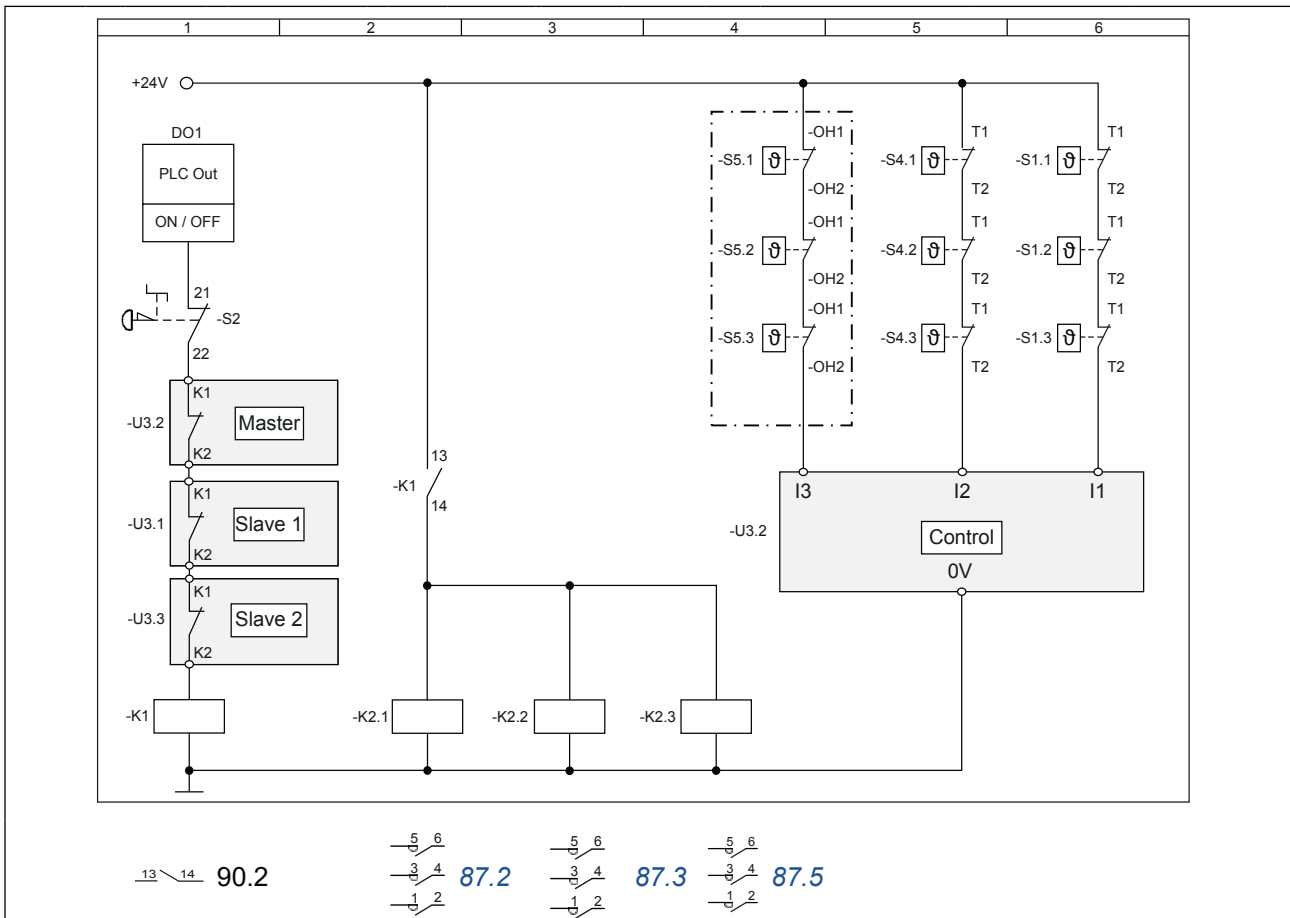 1 2 3 4 5 6
+24V
DO1
PLC Out
ON / OFF
21
-S2
22
K1
-U3.2 Master
K2
K1
-U3.1 Slave 1
K2
K1
-U3.3 Slave 2
K2
-K1
13
-K1
14
-K2.1 -K2.2 -K2.3
-OH1 T1 T1
-S5.1 ϑ -S4.1 ϑ -S1.1 ϑ
-OH2 T2 T2
-OH1 T1 T1
-S5.2 ϑ -S4.2 ϑ -S1.2 ϑ
-OH2 T2 T2
-OH1 T1 T1
-S5.3 ϑ -S4.3 ϑ -S1.3 ϑ
-OH2 T2 T2
I3 I2 I1
-U3.2 Control
0V
5 6 5 6 5 6
13 14 90.2 3 4 87.2 3 4 87.3 3 4 87.5
1 2 1 2 1 2